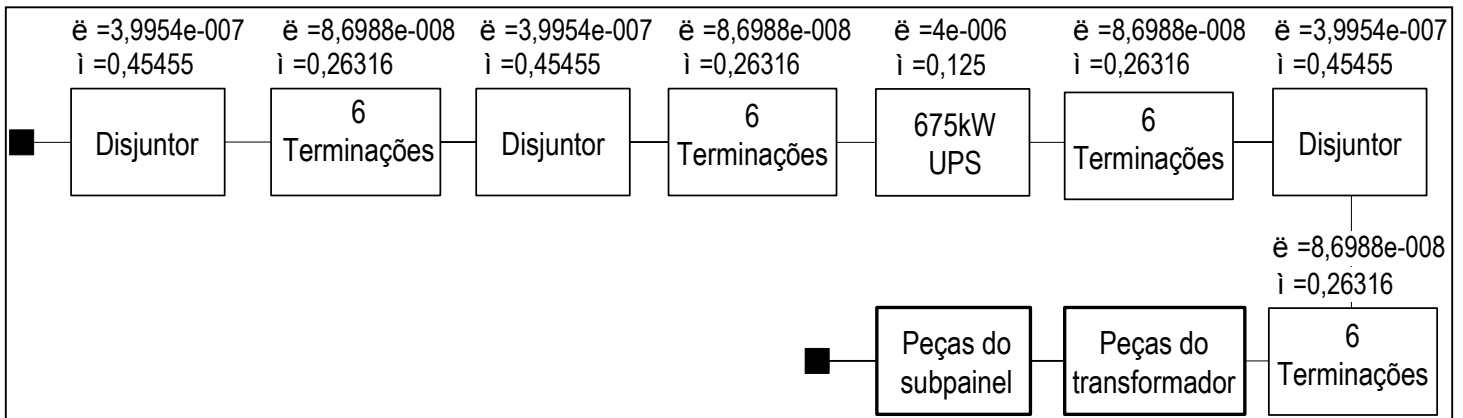 ë =3,9954e-007
ì =0,45455
Disjuntor
ë =8,6988e-008
ì =0,26316
6
Terminações
ë =3,9954e-007
ì =0,45455
Disjuntor
ë =8,6988e-008
ì =0,26316
6
Terminações
ë =4e-006
ì =0,125
675kW
UPS
ë =8,6988e-008
ì =0,26316
6
Terminações
ë =3,9954e-007
ì =0,45455
Disjuntor
ë =8,6988e-008
ì =0,26316
6
Terminações
Peças do
transformador
Peças do
subpainel